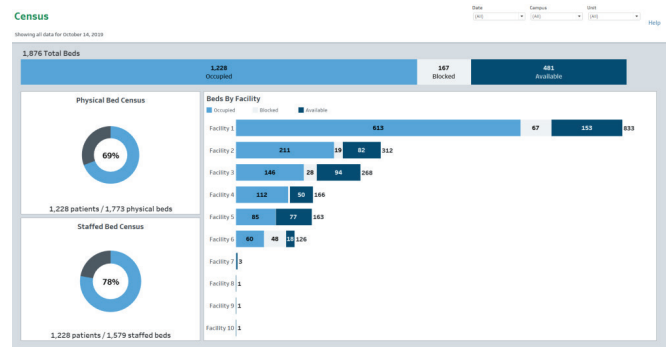 Census
Date Campus Unit
(All) (All) (All)
Help
Showing all data for October 14, 2018
1,876 Total Beds
1,228 167 481
Occupied Blocked Available
Physical Bed Census
69%
1,228 patients / 1,773 physical beds
Staffed Bed Census
78%
1,228 patients / 1,579 staffed beds
Beds By Facility
Occupied Blocked Available
Facility 1 613 67 153 833
Facility 2 211 19 82 312
Facility 3 146 28 94 268
Facility 4 112 50 166
Facility 5 85 77 163
Facility 6 60 48 18 126
Facility 7 3
Facility 8 1
Facility 9 1
Facility 10 1